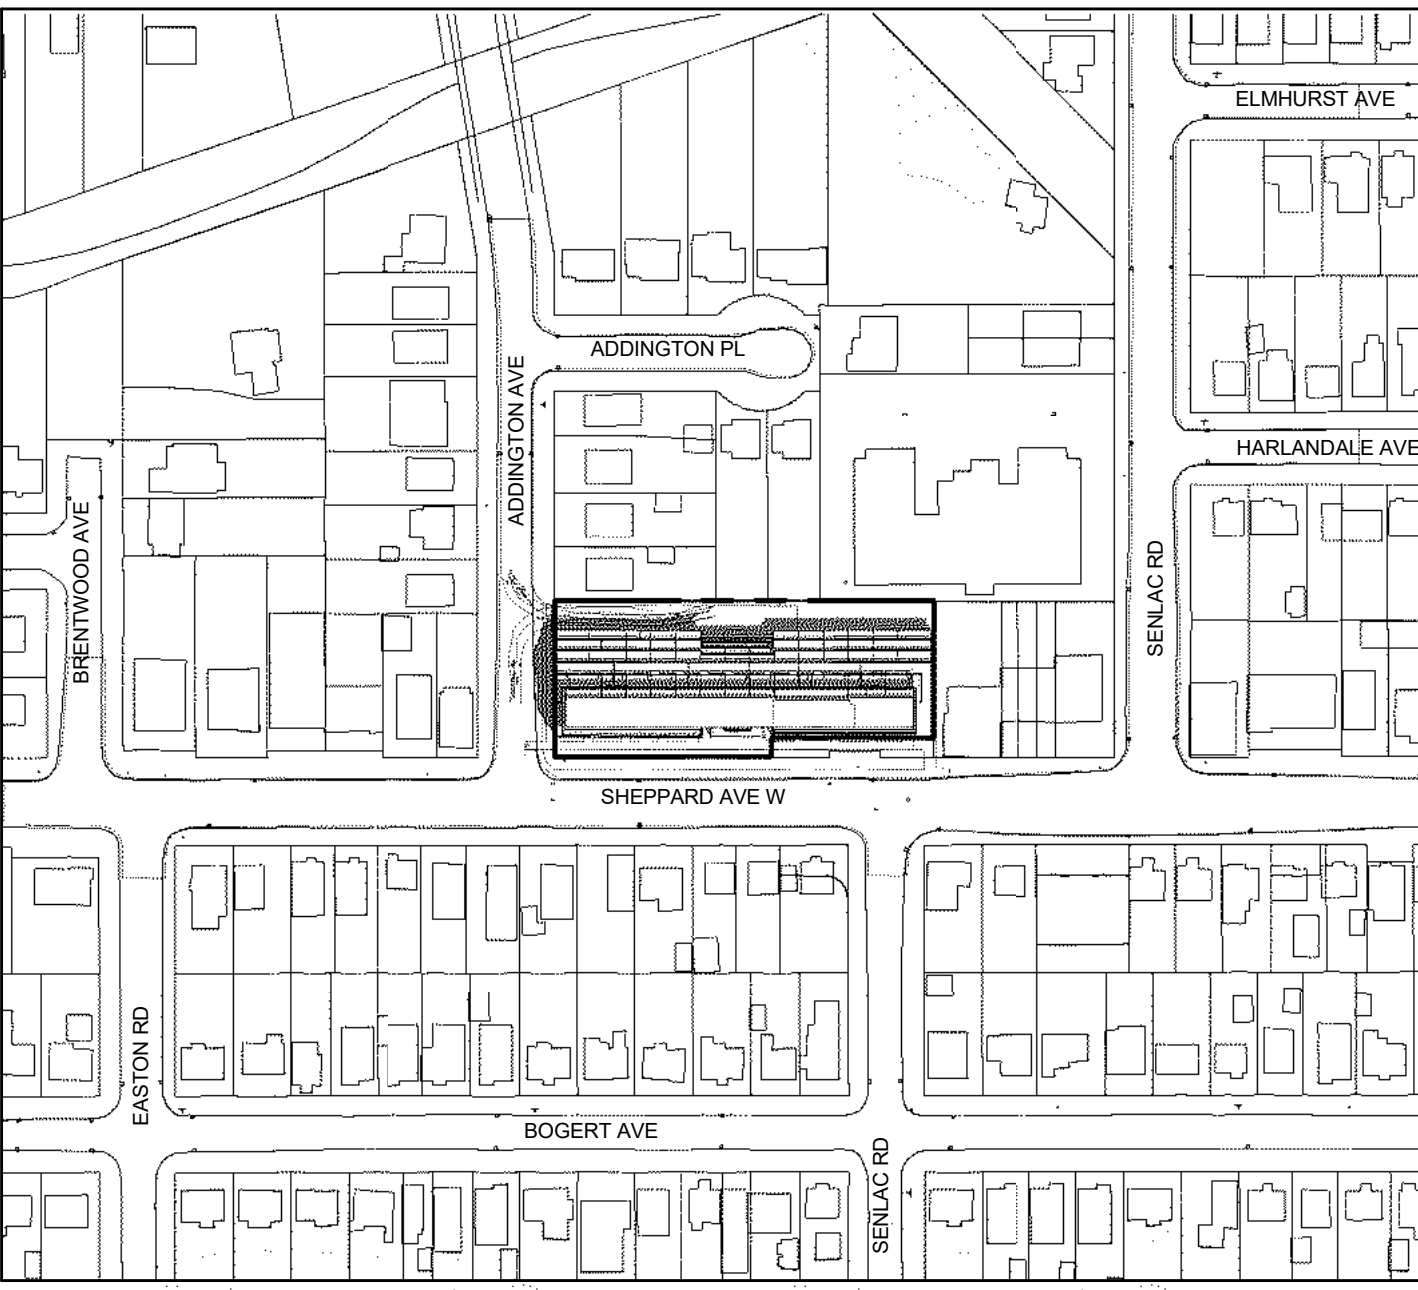 ELMHURST AVE
ADDINGTON PL
ADDINGTON AVE
HARLANDALE AVE
BRENTWOOD AVE
SENLAC RD
SHEPPARD AVE W
EASTON RD
BOGERT AVE
SENLAC RD